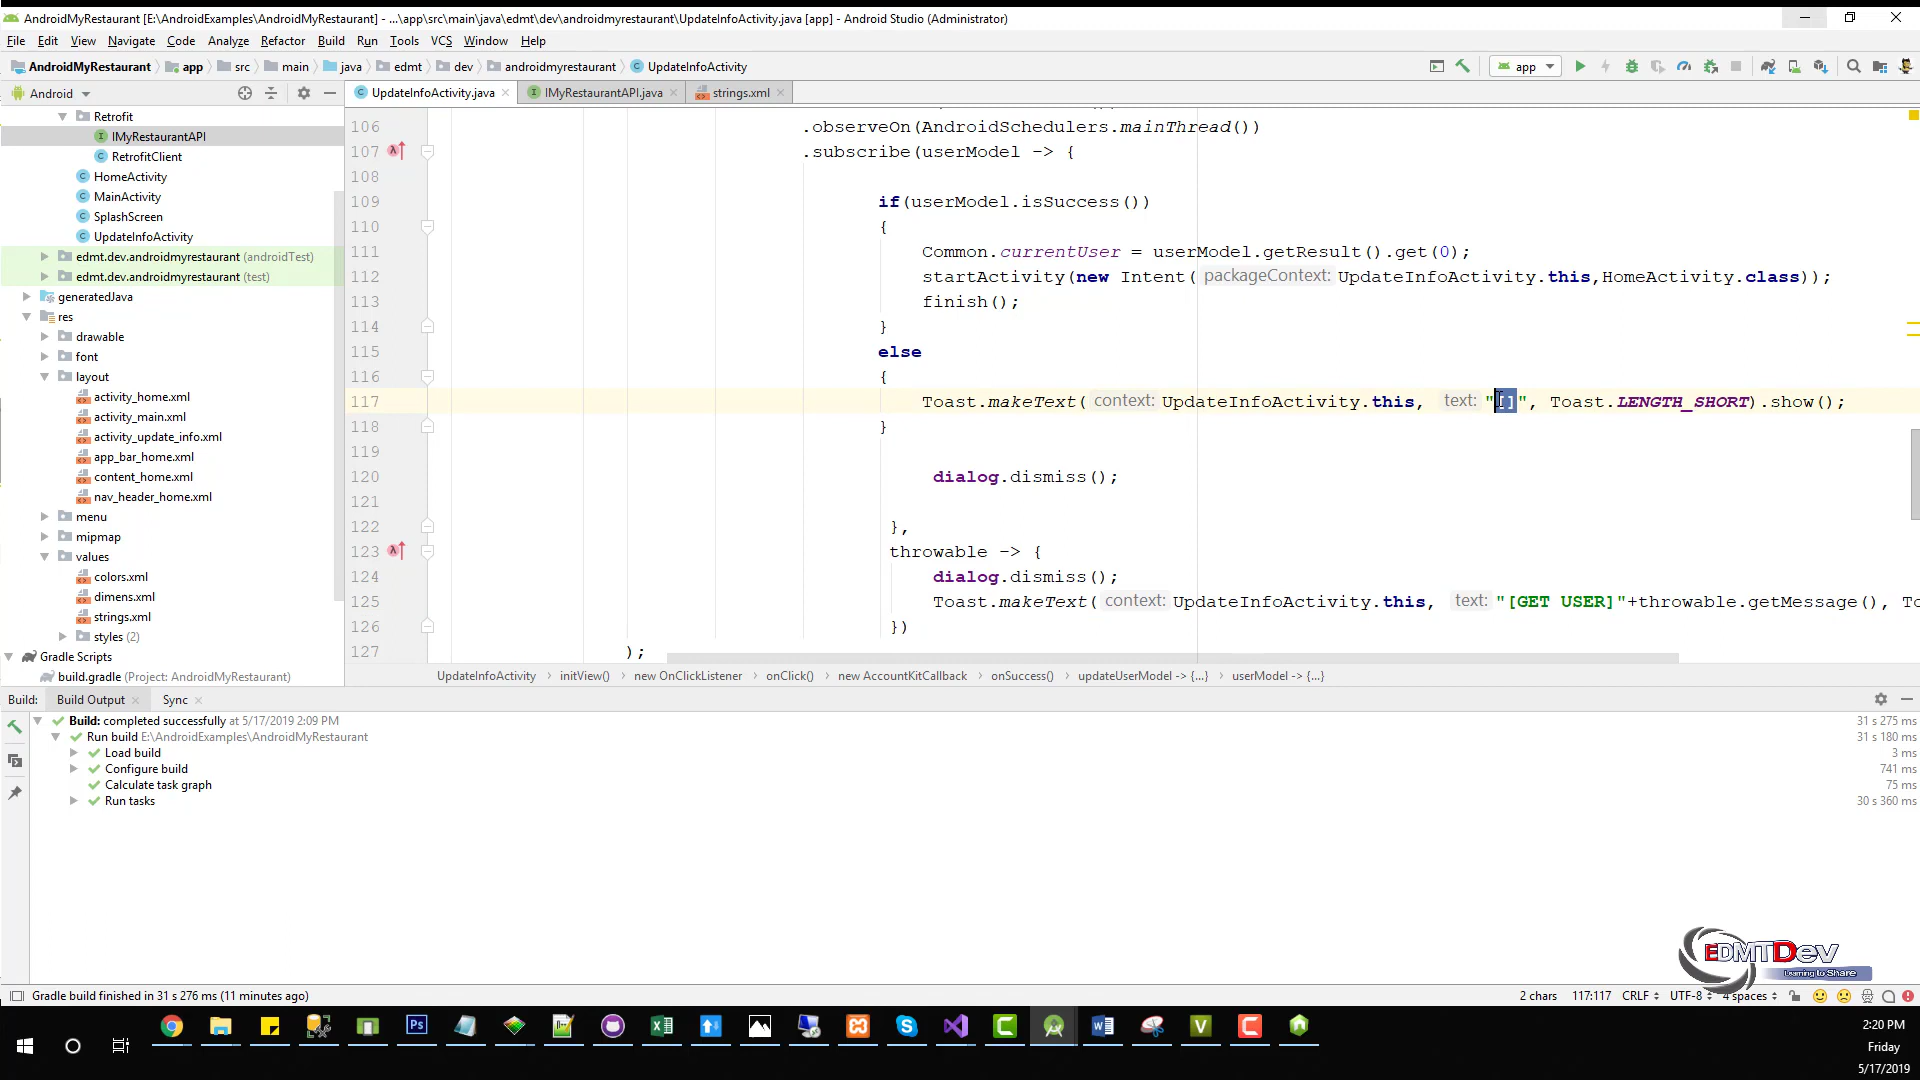 AndroidMyRestaurant [E:\AndroidExamples\AndroidMyRestaurant] - ...\app\src\main\java\edmt\dev\androidmyrestaurant\UpdateInfoActivity.java [app] - Android Studio (Administrator)
File Edit View Navigate Code Analyze Refactor Build Run Tools VCS Window Help
AndroidMyRestaurant app src main java edmt dev androidmyrestaurant UpdateInfoActivity app
Android UpdateInfoActivity.java IMyRestaurantAPI.java strings.xml
Retrofit
IMyRestaurantAPI
RetrofitClient
HomeActivity
MainActivity
SplashScreen
UpdateInfoActivity
edmt.dev.androidmyrestaurant (androidTest)
edmt.dev.androidmyrestaurant (test)
generatedJava
res
drawable
font
layout
activity_home.xml
activity_main.xml
activity_update_info.xml
app_bar_home.xml
content_home.xml
nav_header_home.xml
menu
mipmap
values
colors.xml
dimens.xml
strings.xml
styles (2)
Gradle Scripts
build.gradle (Project: AndroidMyRestaurant)
106 .observeOn(AndroidSchedulers.mainThread())
107 .subscribe(userModel -> {
108
109 if(userModel.isSuccess())
110 {
111 Common.currentUser = userModel.getResult().get(0);
112 startActivity(new Intent( packageContext: UpdateInfoActivity.this,HomeActivity.class));
113 finish();
114 }
115 else
116 {
117 Toast.makeText( context: UpdateInfoActivity.this, text: "[]", Toast.LENGTH_SHORT).show();
118 }
119
120 dialog.dismiss();
121
122 },
123 throwable -> {
124 dialog.dismiss();
125 Toast.makeText( context: UpdateInfoActivity.this, text: "[GET USER]"+throwable.getMessage(), To
126 })
127 );
UpdateInfoActivity initView() new OnClickListener onClick() new AccountKitCallback onSuccess() updateUserModel -> {...} userModel -> {...}
Build: Build Output Sync
Build: completed successfully at 5/17/2019 2:09 PM 31 s 275 ms
Run build E:\AndroidExamples\AndroidMyRestaurant 31 s 180 ms
Load build 3 ms
Configure build 741 ms
Calculate task graph 75 ms
Run tasks 30 s 360 ms
EDMTDev
Learning to Share
Gradle build finished in 31 s 276 ms (11 minutes ago) 2 chars 117:117 CRLF UTF-8 4 spaces
2:20 PM
Friday
5/17/2019